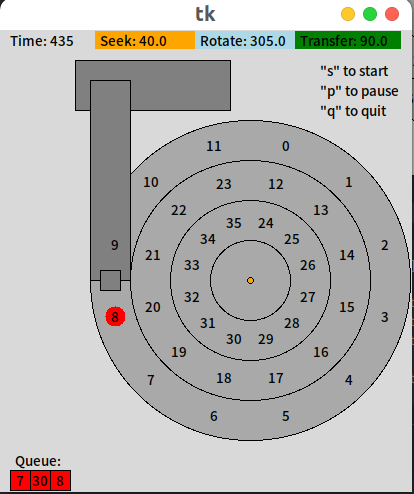 tk
Time: 435 Seek: 40.0 Rotate: 305.0 Transfer: 90.0
"s" to start
"p" to pause
"q" to quit
11 0
10 23 12 1
22 13
35 24
9 21 34 25 14 2
33 26
32 27
8 20 31 28 15 3
30 29
19 16
7 18 17 4
6 5
Queue:
7 30 8